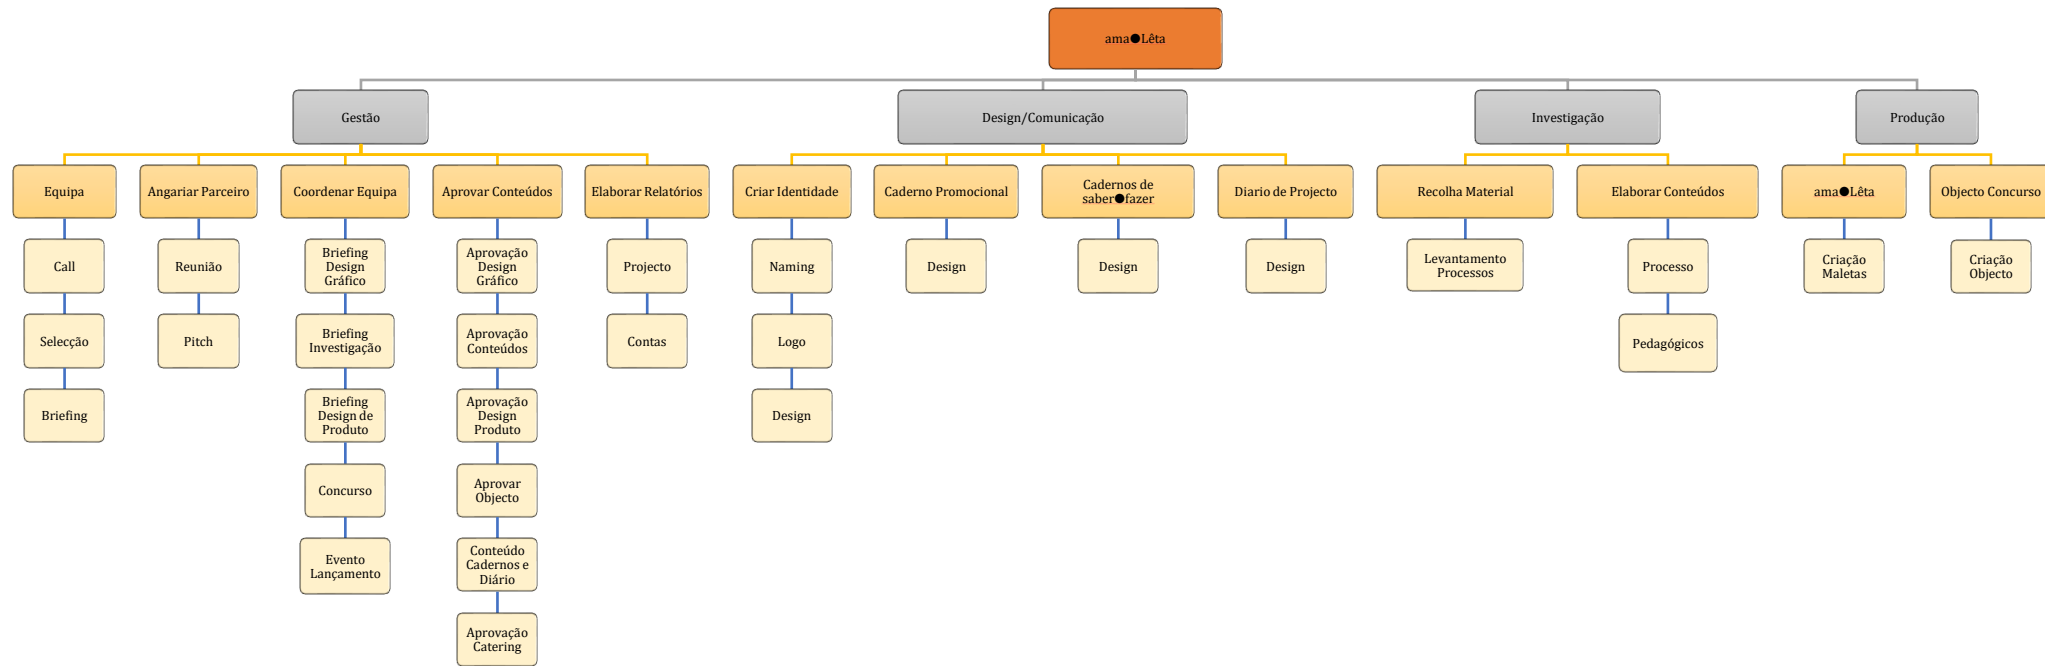 ama●Lêta
Gestão
Design/Comunicação
Investigação
Produção
Equipa
Angariar Parceiro
Coordenar Equipa
Aprovar Conteúdos
Elaborar Relatórios
Criar Identidade
Caderno Promocional
Cadernos de
saber●fazer
Diario de Projecto
Recolha Material
Elaborar Conteúdos
ama●Lêta
Objecto Concurso
Call
Reunião
Briefing
Design
Gráfico
Aprovação
Design
Gráfico
Projecto
Naming
Design
Design
Design
Levantamento
Processos
Processo
Criação
Maletas
Criação
Objecto
Selecção
Pitch
Briefing
Investigação
Aprovação
Conteúdos
Contas
Logo
Pedagógicos
Briefing
Briefing
Design de
Produto
Aprovação
Design
Produto
Design
Concurso
Aprovar
Objecto
Evento
Lançamento
Conteúdo
Cadernos e
Diário
Aprovação
Catering